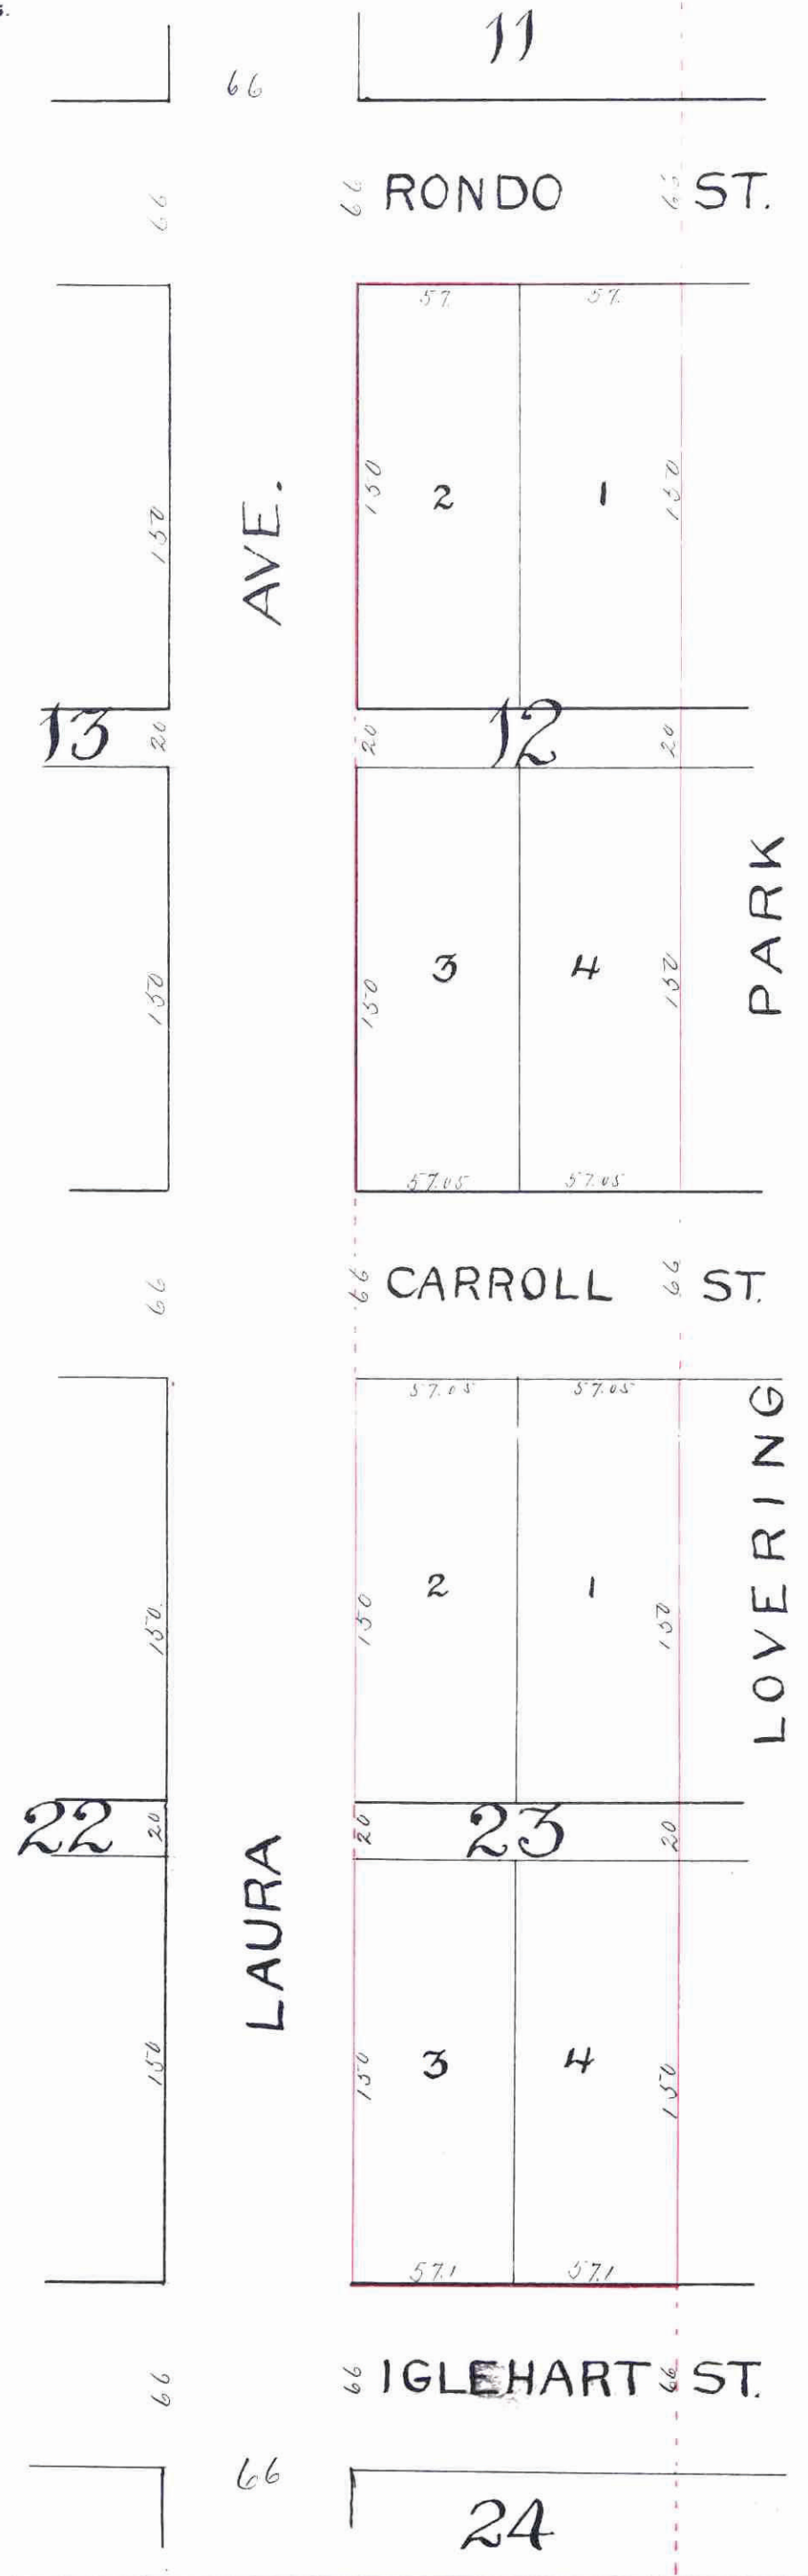 s.
11
66
66
66 RONDO 66 ST.
57. 57.
150 2 1 150
150
AVE.
13 20 20 12 20
PARK
150 150 3 4 150
57.05 57.05
66 66 CARROLL 66 ST.
57.05 57.05
LOVERING
150. 150 2 1 150
22 20 20 23 20
LAURA
150 150 3 4 150
57.1 57.1
66 66 IGLEHART 66 ST.
66
24